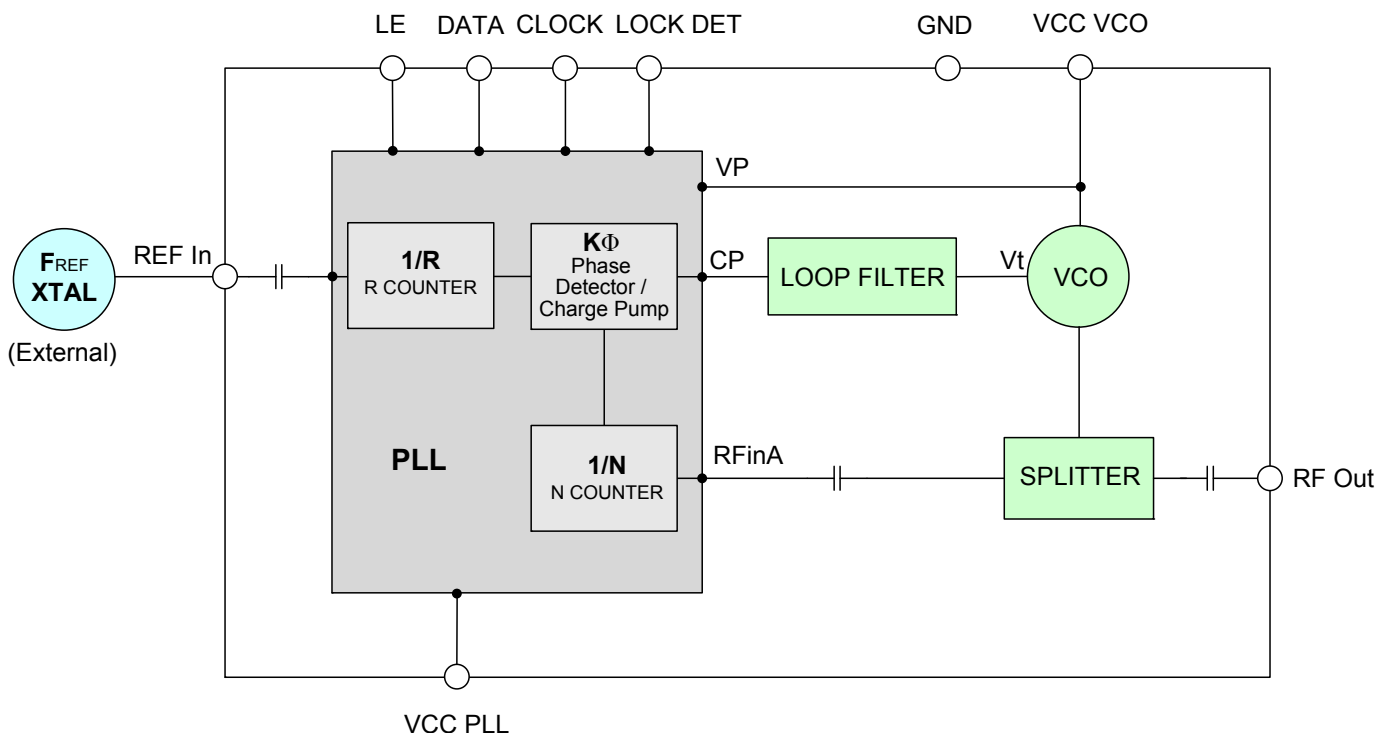 LE
DATA
CLOCK
LOCK DET
GND
VCC VCO
VP
FREF
XTAL
(External)
REF In
1/R
R COUNTER
KΦ
Phase
Detector /
Charge Pump
CP
LOOP FILTER
Vt
VCO
PLL
1/N
N COUNTER
RFinA
SPLITTER
RF Out
VCC PLL